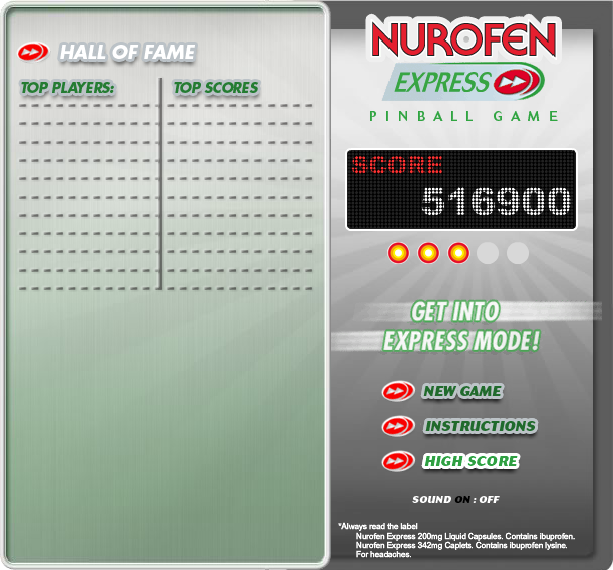 HALL OF FAME
TOP PLAYERS:
TOP SCORES
NUROFEN
EXPRESS
PINBALL GAME
SCORE
516900
GET INTO
EXPRESS MODE!
NEW GAME
INSTRUCTIONS
HIGH SCORE
SOUND ON : OFF
*Always read the label
Nurofen Express 200mg Liquid Capsules. Contains ibuprofen.
Nurofen Express 342mg Caplets. Contains ibuprofen lysine.
For headaches.